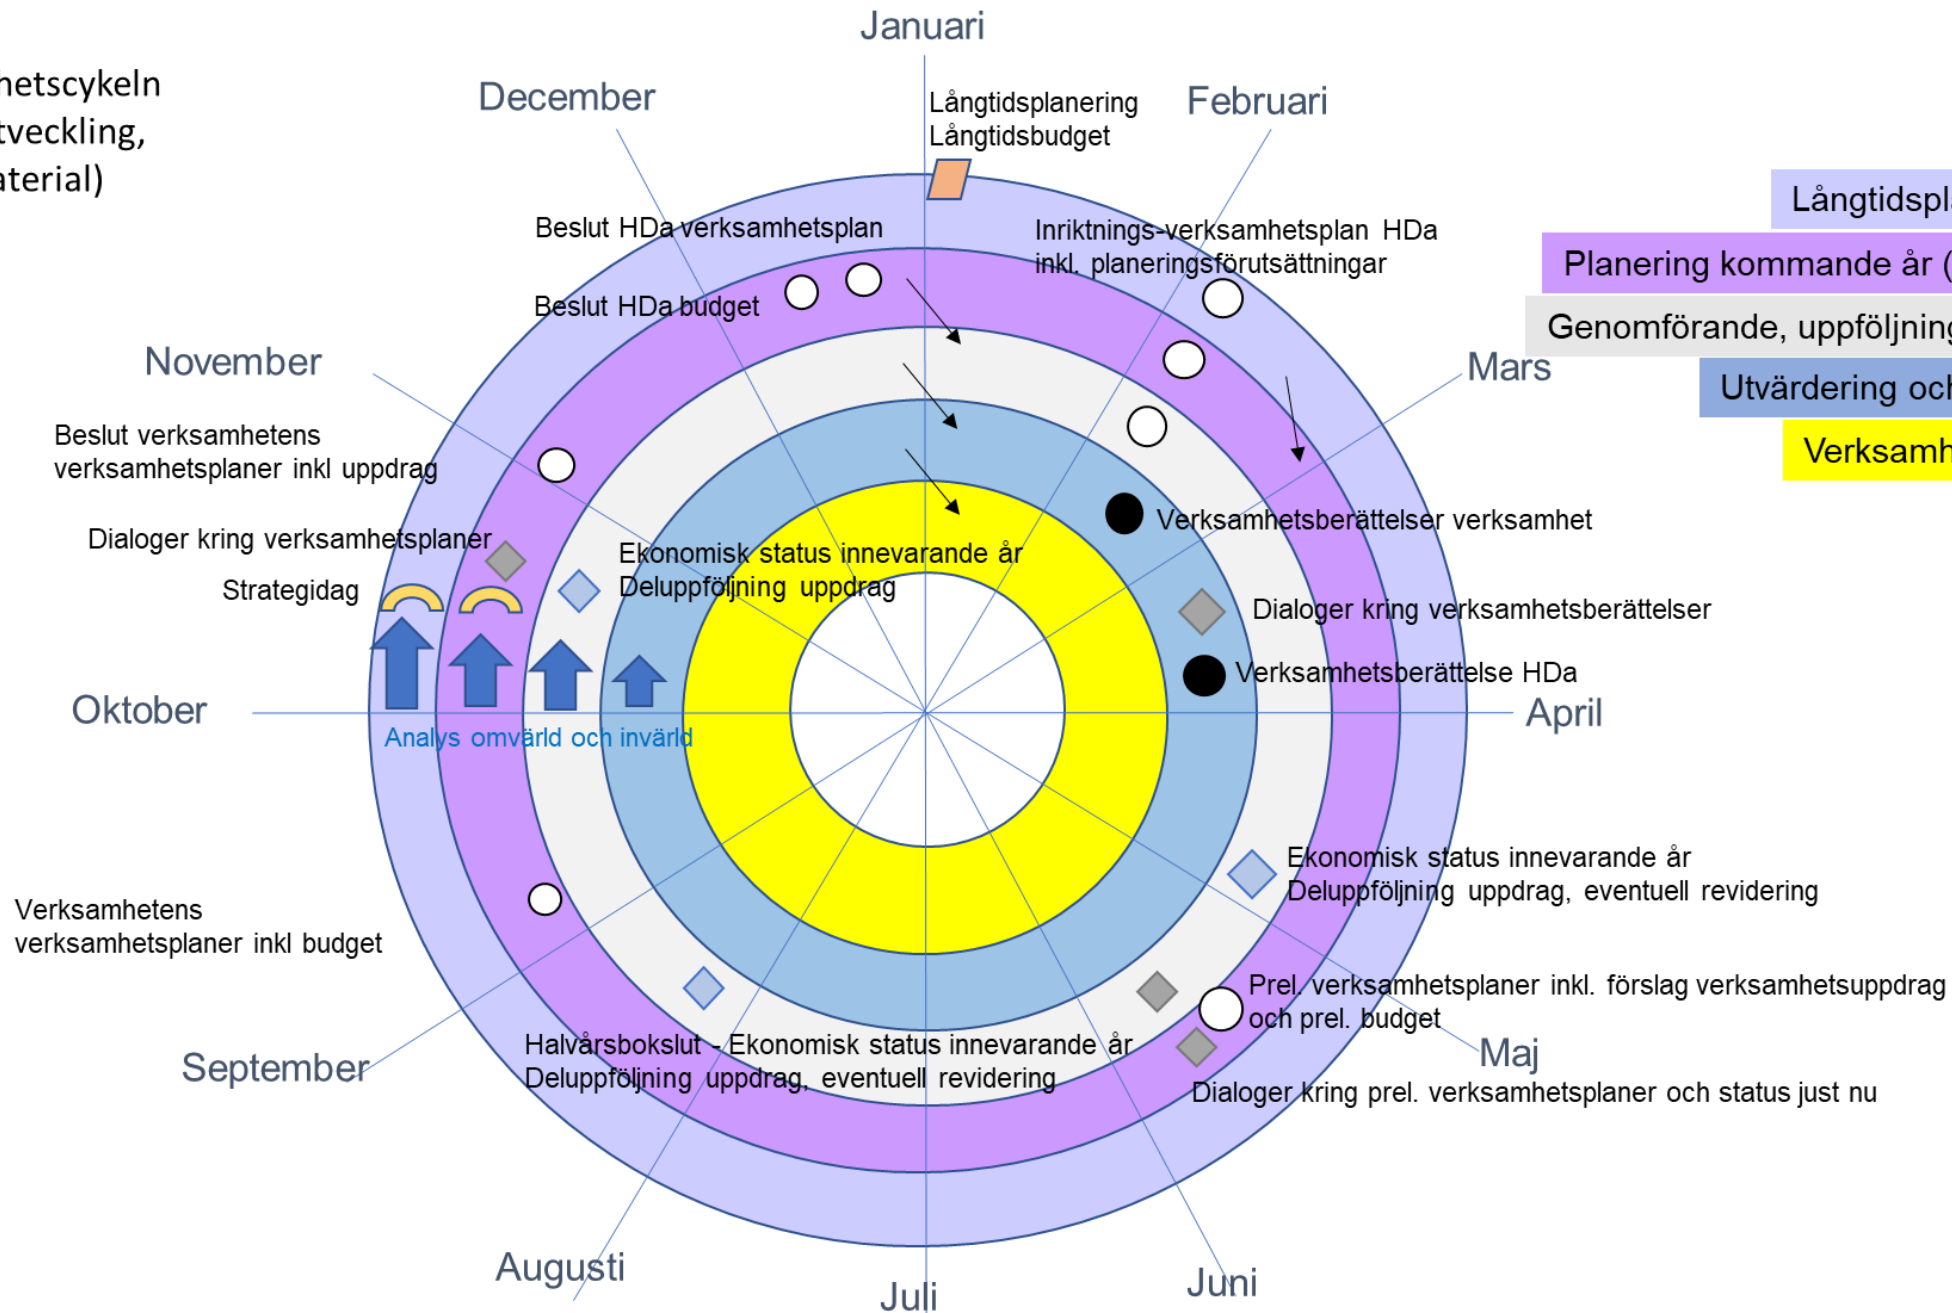 hetscykeln
tveckling,
aterial)
Januari
December
Februari
Långtidsplanering
Långtidsbudget
Beslut HDa verksamhetsplan
Inriktnings-verksamhetsplan HDa
inkl. planeringsförutsättningar
Beslut HDa budget
Långtidspl
Planering kommande år (
Genomförande, uppföljning
Utvärdering och
Verksamh
November
Mars
Beslut verksamhetens
verksamhetsplaner inkl uppdrag
Dialoger kring verksamhetsplaner
Strategidag
Ekonomisk status innevarande år
Deluppföljning uppdrag
Verksamhetsberättelser verksamhet
Dialoger kring verksamhetsberättelser
Verksamhetsberättelse HDa
Oktober
April
Analys omvärld och invärld
Ekonomisk status innevarande år
Deluppföljning uppdrag, eventuell revidering
Verksamhetens
verksamhetsplaner inkl budget
Prel. verksamhetsplaner inkl. förslag verksamhetsuppdrag
och prel. budget
Halvårsbokslut - Ekonomisk status innevarande år
Deluppföljning uppdrag, eventuell revidering
September
Maj
Dialoger kring prel. verksamhetsplaner och status just nu
Augusti
Juli
Juni